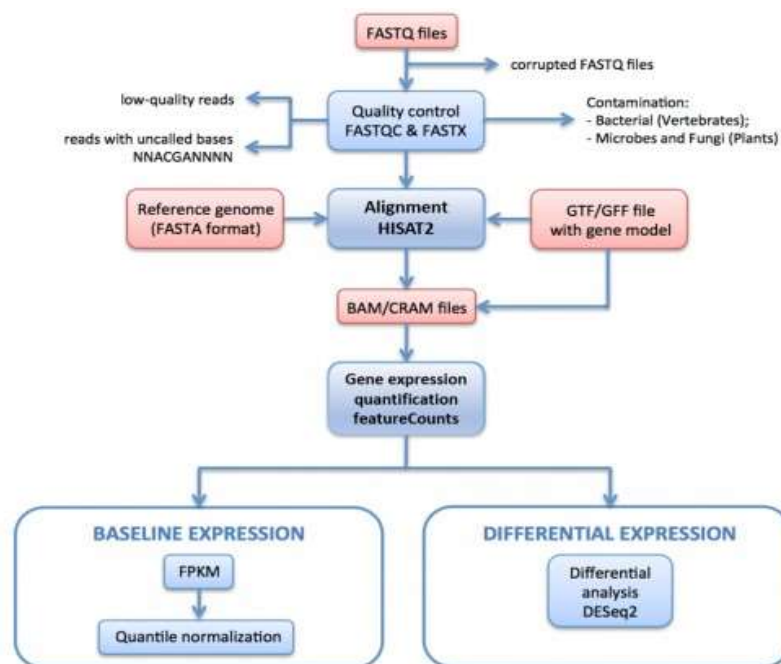 FASTQ files
corrupted FASTQ files
low-quality reads
reads with uncalled bases
NNACGANNNN
Quality control
FASTQC & FASTX
Contamination:
- Bacterial (Vertebrates);
- Microbes and Fungi (Plants)
Reference genome
(FASTA format)
Alignment
HISAT2
GTF/GFF file
with gene model
BAM/CRAM files
Gene expression
quantification
featureCounts
BASELINE EXPRESSION
FPKM
Quantile normalization
DIFFERENTIAL EXPRESSION
Differential
analysis
DESeq2